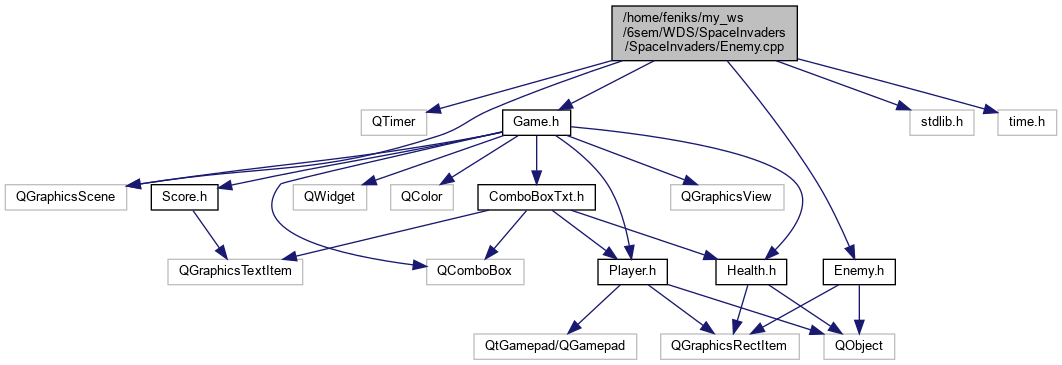 /home/feniks/my_ws
/6sem/WDS/SpaceInvaders
/SpaceInvaders/Enemy.cpp
QTimer
Game.h
stdlib.h
time.h
QGraphicsScene
Score.h
QWidget
QColor
ComboBoxTxt.h
QGraphicsView
QGraphicsTextItem
QComboBox
Player.h
Health.h
Enemy.h
QtGamepad/QGamepad
QGraphicsRectItem
QObject